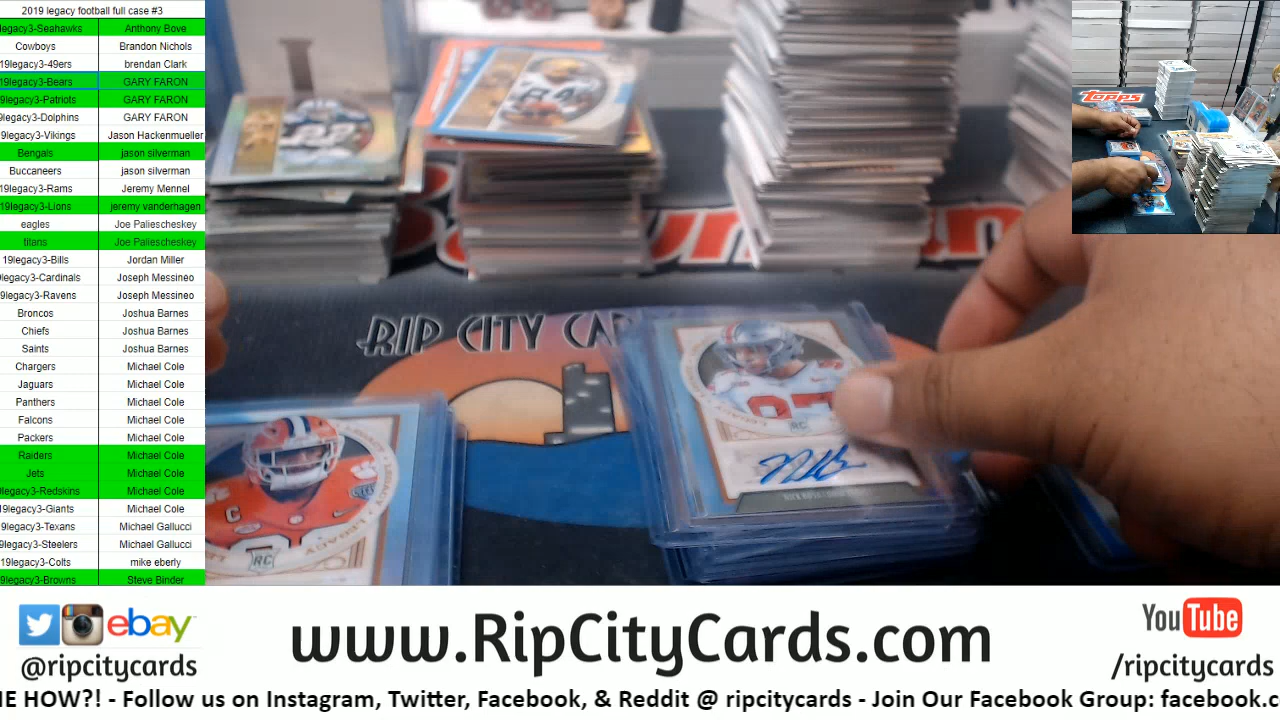 2019 legacy football full case #3
legacy3-Seahawks Anthony Bove
Cowboys Brandon Nichols
19legacy3-49ers brendan Clark
19legacy3-Bears GARY FARON
9legacy3-Patriots GARY FARON
9legacy3-Dolphins GARY FARON
9legacy3-Vikings Jason Hackenmueller
Bengals jason silverman
Buccaneers jason silverman
19legacy3-Rams Jeremy Mennel
19legacy3-Lions jeremy vanderhagen
eagles Joe Paliescheskey
titans Joe Paliescheskey
19legacy3-Bills Jordan Miller
legacy3-Cardinals Joseph Messineo
9legacy3-Ravens Joseph Messineo
Broncos Joshua Barnes
Chiefs Joshua Barnes
Saints Joshua Barnes
Chargers Michael Cole
Jaguars Michael Cole
Panthers Michael Cole
Falcons Michael Cole
Packers Michael Cole
Raiders Michael Cole
Jets Michael Cole
legacy3-Redskins Michael Cole
9legacy3-Giants Michael Cole
9legacy3-Texans Michael Gallucci
9legacy3-Steelers Michael Gallucci
19legacy3-Colts mike eberly
9legacy3-Browns Steve Binder
Topps
84
RIP CITY CA
97
RC
RC
ebay
@ripcitycards
www.RipCityCards.com
YouTube
/ripcitycards
E HOW?! - Follow us on Instagram, Twitter, Facebook, & Reddit @ ripcitycards - Join Our Facebook Group: facebook.c